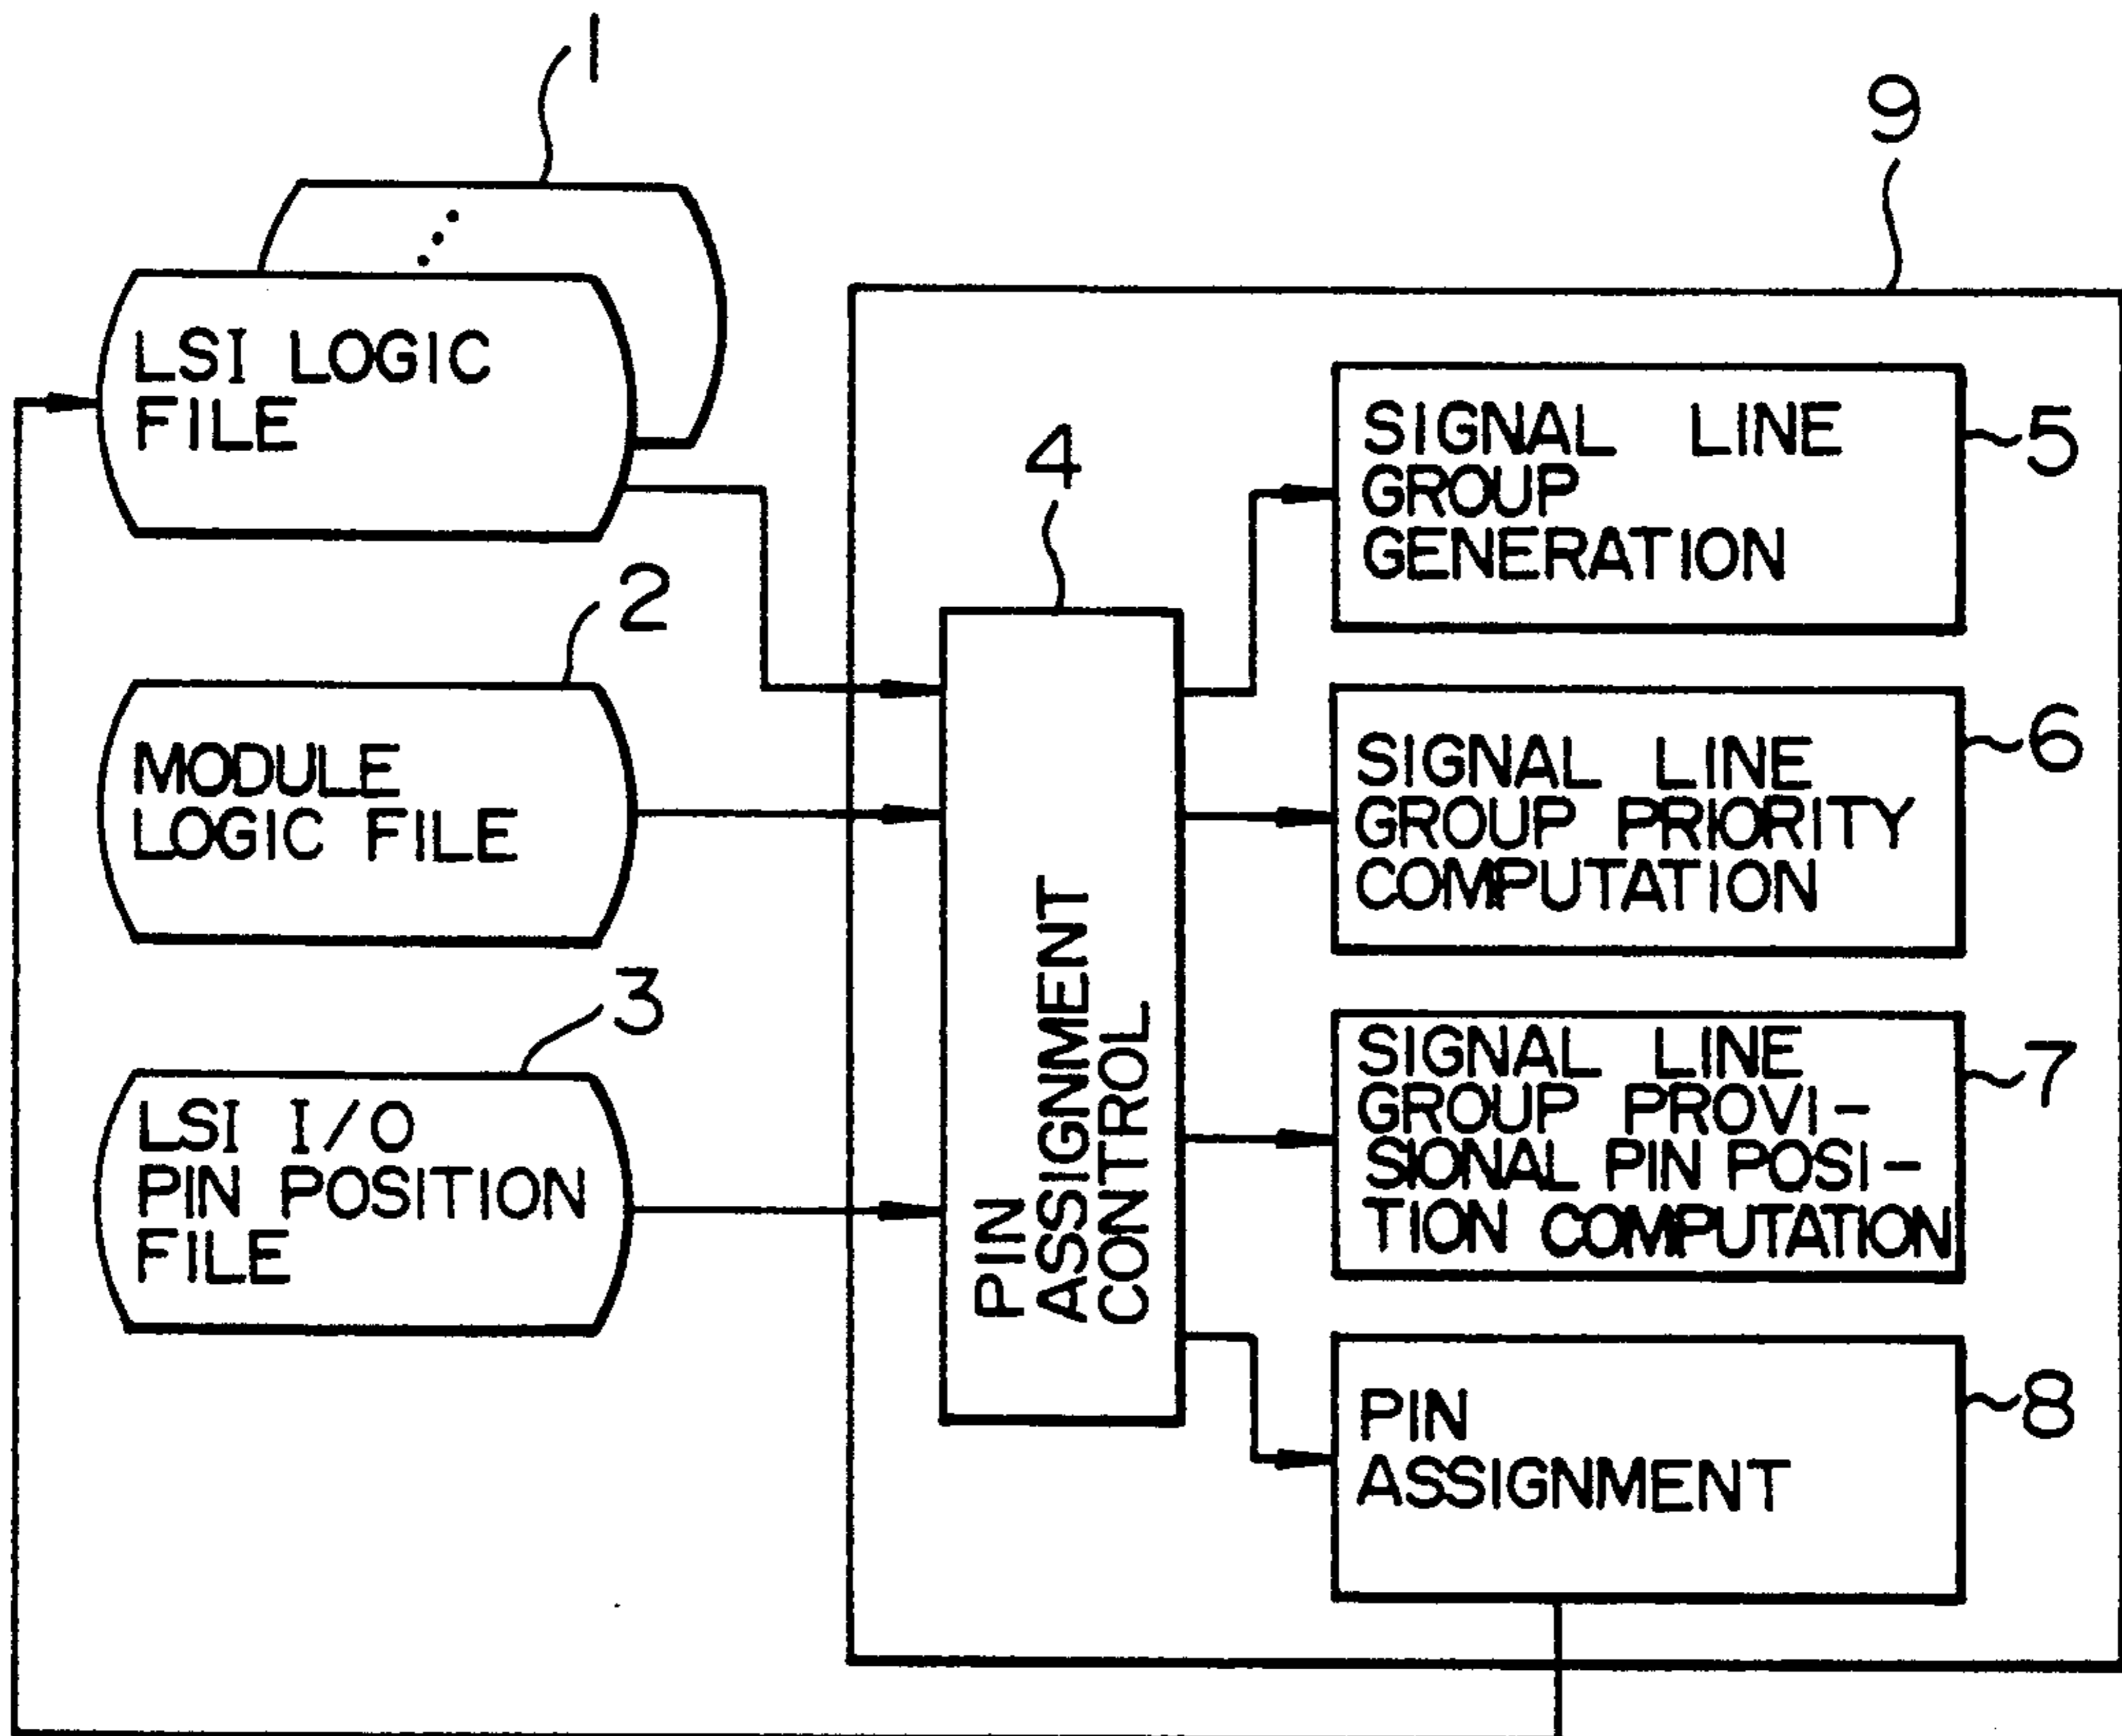 1
9
LSI LOGIC
FILE
2
MODULE
LOGIC FILE
3
LSI I/O
PIN POSITION
FILE
4
PIN
ASSIGNMENT
CONTROL
SIGNAL LINE
GROUP
GENERATION
5
SIGNAL LINE
GROUP PRIORITY
COMPUTATION
6
SIGNAL LINE
GROUP PROVI-
SIONAL PIN POSI-
TION COMPUTATION
7
PIN
ASSIGNMENT
8